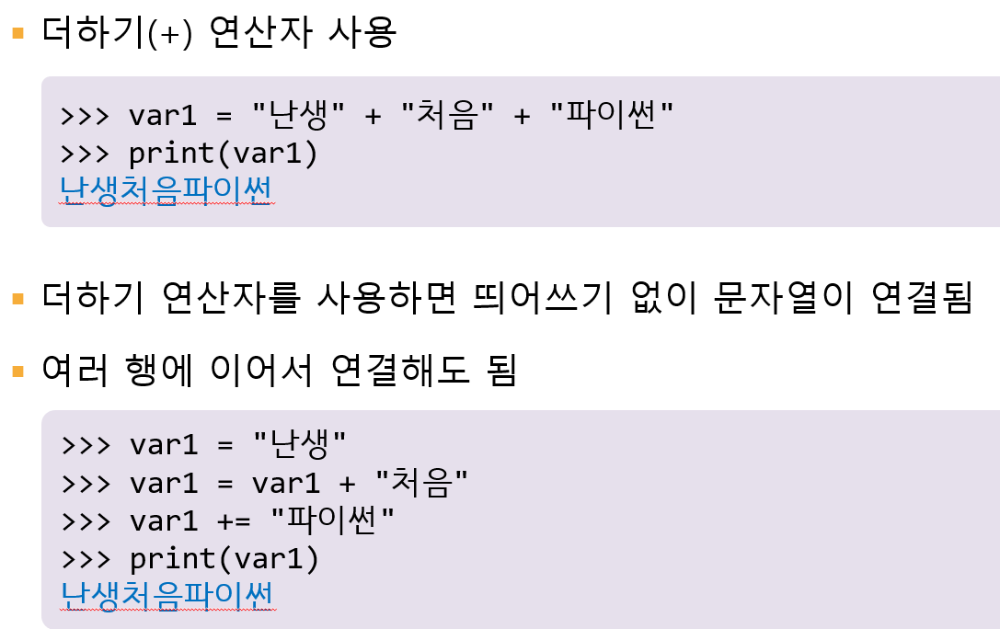 더하기(+) 연산자 사용
>>> var1 = "난생" + "처음" + "파이썬"
>>> print(var1)
난생처음파이썬
더하기 연산자를 사용하면 띄어쓰기 없이 문자열이 연결됨
여러 행에 이어서 연결해도 됨
>>> var1 = "난생"
>>> var1 = var1 + "처음"
>>> var1 += "파이썬"
>>> print(var1)
난생처음파이썬